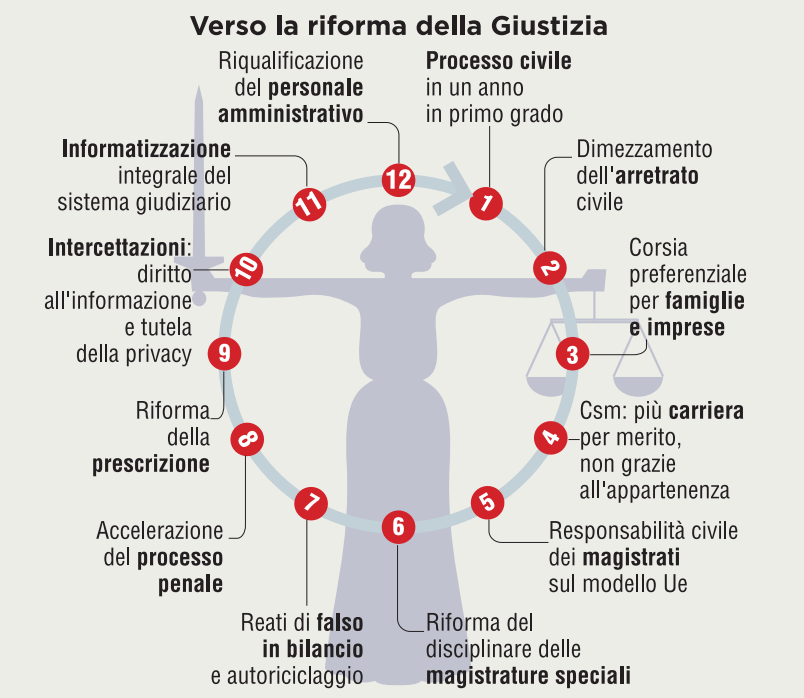 Verso la riforma della Giustizia
12
Riqualificazione
del personale
amministrativo
1
Processo civile
in un anno
in primo grado
2
Dimezzamento
dell'arretrato
civile
3
Corsia
preferenziale
per famiglie
e imprese
4
Csm: più carriera
per merito,
non grazie
all'appartenenza
5
Responsabilità civile
dei magistrati
sul modello Ue
6
Riforma del
disciplinare delle
magistrature speciali
7
Reati di falso
in bilancio
e autoriciclaggio
8
Accelerazione
del processo
penale
9
Riforma
della
prescrizione
10
Intercettazioni:
diritto
all'informazione
e tutela
della privacy
11
Informatizzazione
integrale del
sistema giudiziario